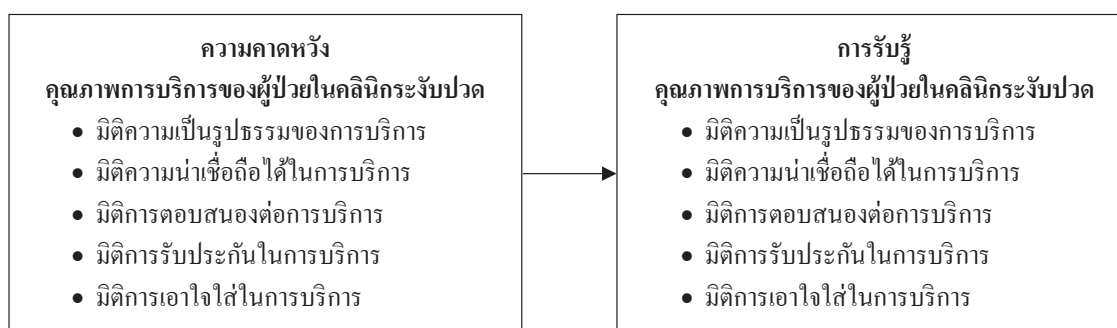 ความคาดหวัง
คุณภาพการบริการของผู้ป่วยในคลินิกระงับปวด
• มิติความเป็นรูปธรรมของการบริการ
• มิติความน่าเชื่อถือได้ในการบริการ
• มิติการตอบสนองต่อการบริการ
• มิติการรับประกันในการบริการ
• มิติการเอาใจใส่ในการบริการ
การรับรู้
คุณภาพการบริการของผู้ป่วยในคลินิกระงับปวด
• มิติความเป็นรูปธรรมของการบริการ
• มิติความน่าเชื่อถือได้ในการบริการ
• มิติการตอบสนองต่อการบริการ
• มิติการรับประกันในการบริการ
• มิติการเอาใจใส่ในการบริการ